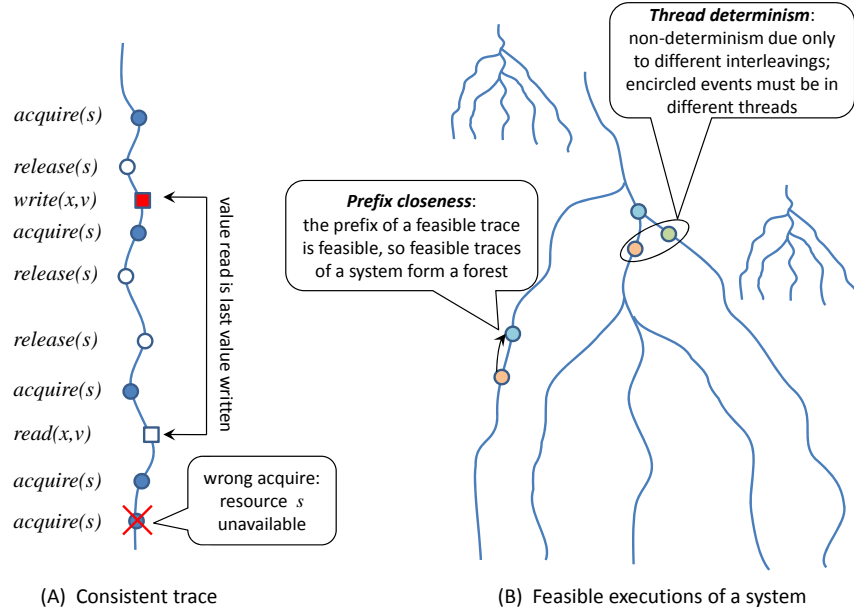 acquire(s)
release(s)
write(x,v)
acquire(s)
release(s)
release(s)
acquire(s)
read(x,v)
acquire(s)
acquire(s)
value read is last value written
wrong acquire:
resource s
unavailable
(A) Consistent trace
Thread determinism:
non-determinism due only
to different interleavings;
encircled events must be in
different threads
Prefix closeness:
the prefix of a feasible trace
is feasible, so feasible traces
of a system form a forest
(B) Feasible executions of a system